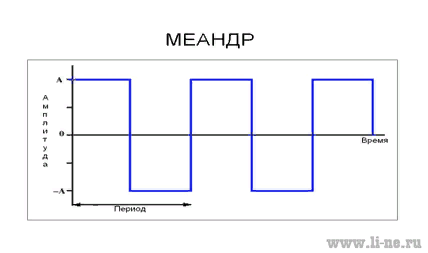 МЕАНДР
Амплитуда
А
0
–А
Время
Период
www.li-ne.ru